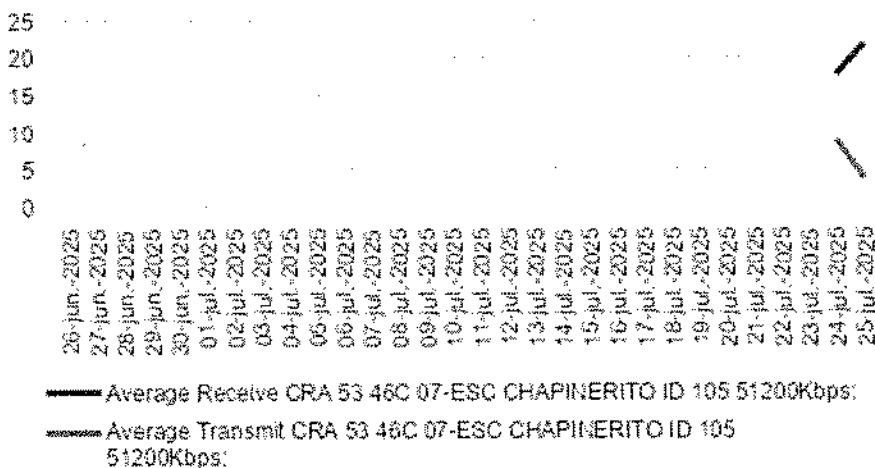 25
20
15
10
5
0
26-jun.-2025
27-jun.-2025
28-jun.-2025
29-jun.-2025
30-jun.-2025
01-jul.-2025
02-jul.-2025
03-jul.-2025
04-jul.-2025
05-jul.-2025
06-jul.-2025
07-jul.-2025
08-jul.-2025
09-jul.-2025
10-jul.-2025
11-jul.-2025
12-jul.-2025
13-jul.-2025
14-jul.-2025
15-jul.-2025
16-jul.-2025
17-jul.-2025
18-jul.-2025
19-jul.-2025
20-jul.-2025
21-jul.-2025
22-jul.-2025
23-jul.-2025
24-jul.-2025
25-jul.-2025
Average Receive CRA 53 46C 07-ESC CHAPINERITO ID 105 51200Kbps;
Average Transmit CRA 53 46C 07-ESC CHAPINERITO ID 105
51200Kbps;